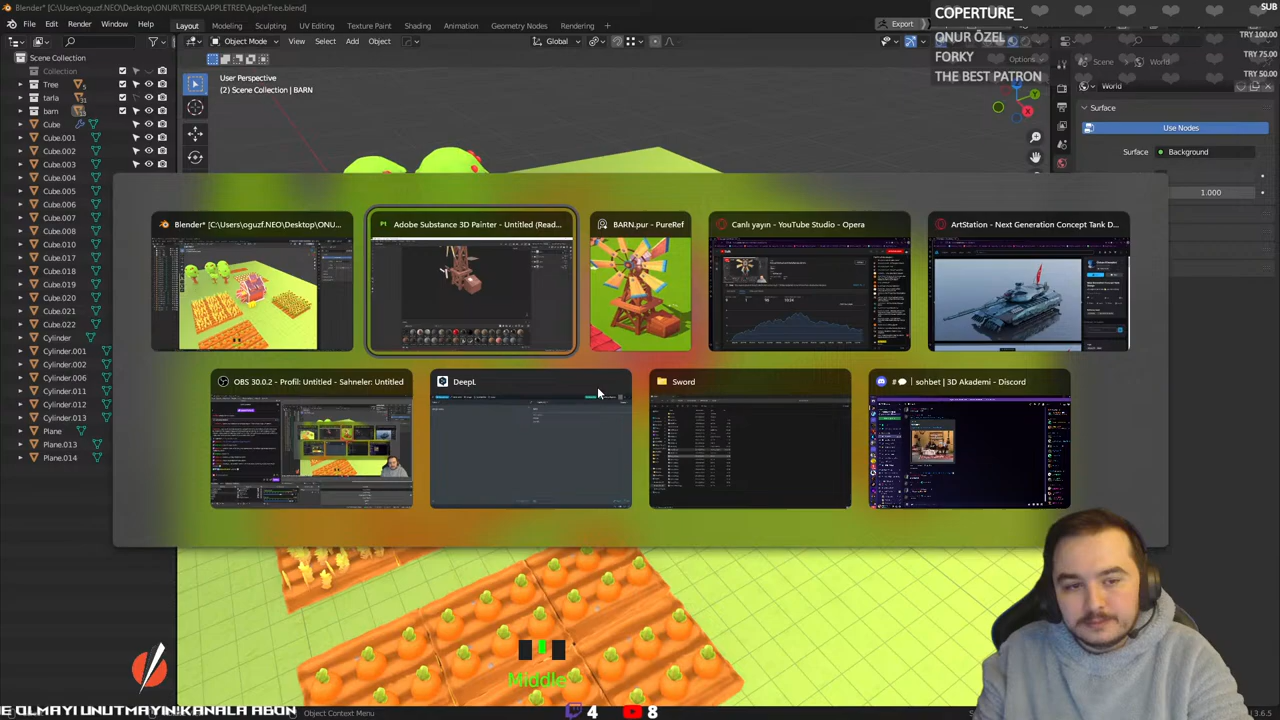 Blender* [C:\Users\oguzf.NEO\Desktop\ONUR\TREES\APPLETREE\AppleTree.blend]
File Edit Render Window Help
Layout Modeling Sculpting UV Editing Texture Paint Shading Animation Geometry Nodes Rendering
Export
COPERTURE_
SUB
TRY 100.00
ONUR ÖZEL
TRY 75.00
FORKY
THE BEST PATRON
TRY 50.00
Object Mode View Select Add Object Global
Options
Scene Collection
Collection
Tree 5
tarla 31
barn
Cube
Cube.001
Cube.002
Cube.003
Cube.004
Cube.005
Cube.006
Cube.007
Cube.008
Cube.010
Cube.018
Cube.019
Cube.020
Cube.021
Cube.022
Cylinder
Cylinder.001
Cylinder.002
Cylinder.006
Cylinder.011
Cylinder.012
Cylinder.013
Plane
Plane.013
Plane.014
User Perspective
(2) Scene Collection | BARN
Scene World
World
Surface
Use Nodes
Surface: Background
1.000
Blender* [C:\Users\oguzf.NEO\Desktop\ONU...
Adobe Substance 3D Painter - Untitled (Read...
BARN.pur - PureRef
Canlı yayın - YouTube Studio - Opera
ArtStation - Next Generation Concept Tank D...
OBS 30.0.2 - Profil: Untitled - Sahneler: Untitled
DeepL
Sword
# | sohbet | 3D Akademi - Discord
Middle
E OLMAYI UNUTMAYIN!KANALA ABON
Object Context Menu
4
8
3.6.5